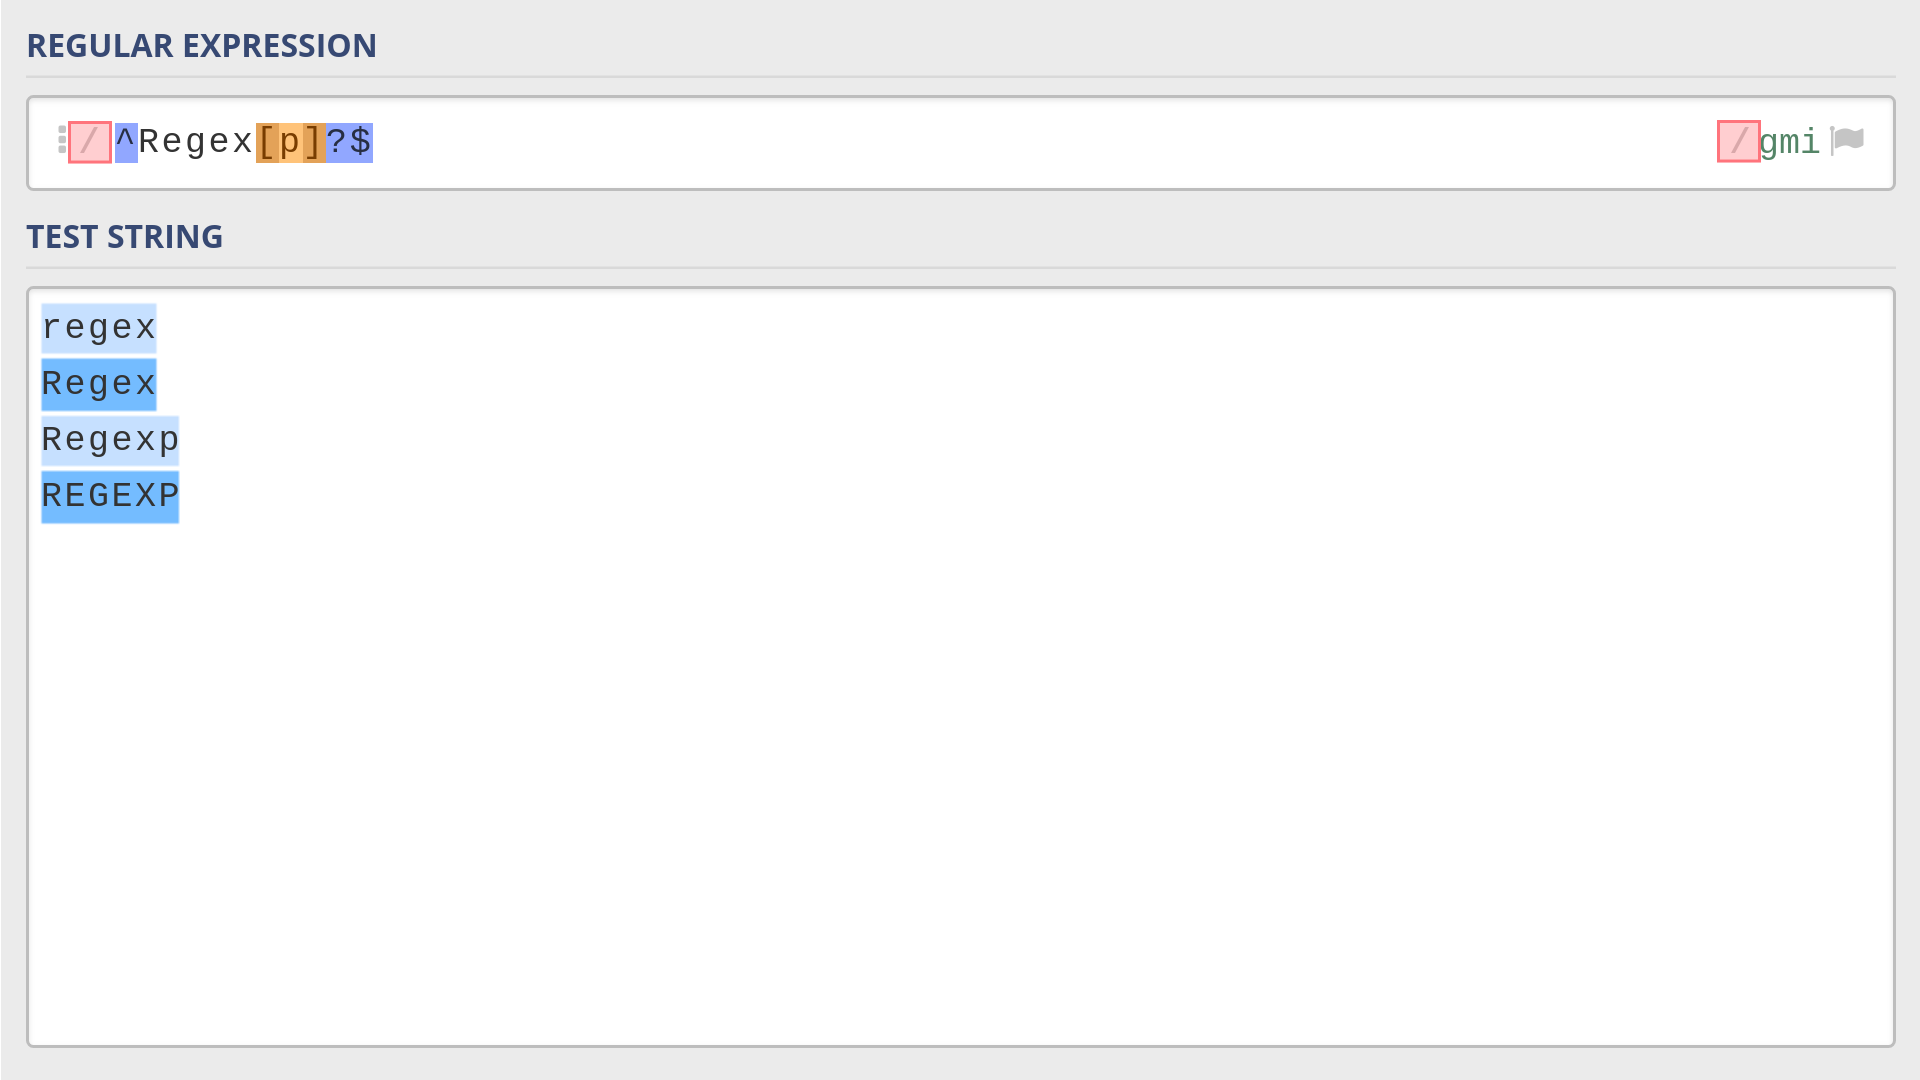 REGULAR EXPRESSION
/^Regex[p]?$ /gmi
TEST STRING
regex
Regex
Regexp
REGEXP